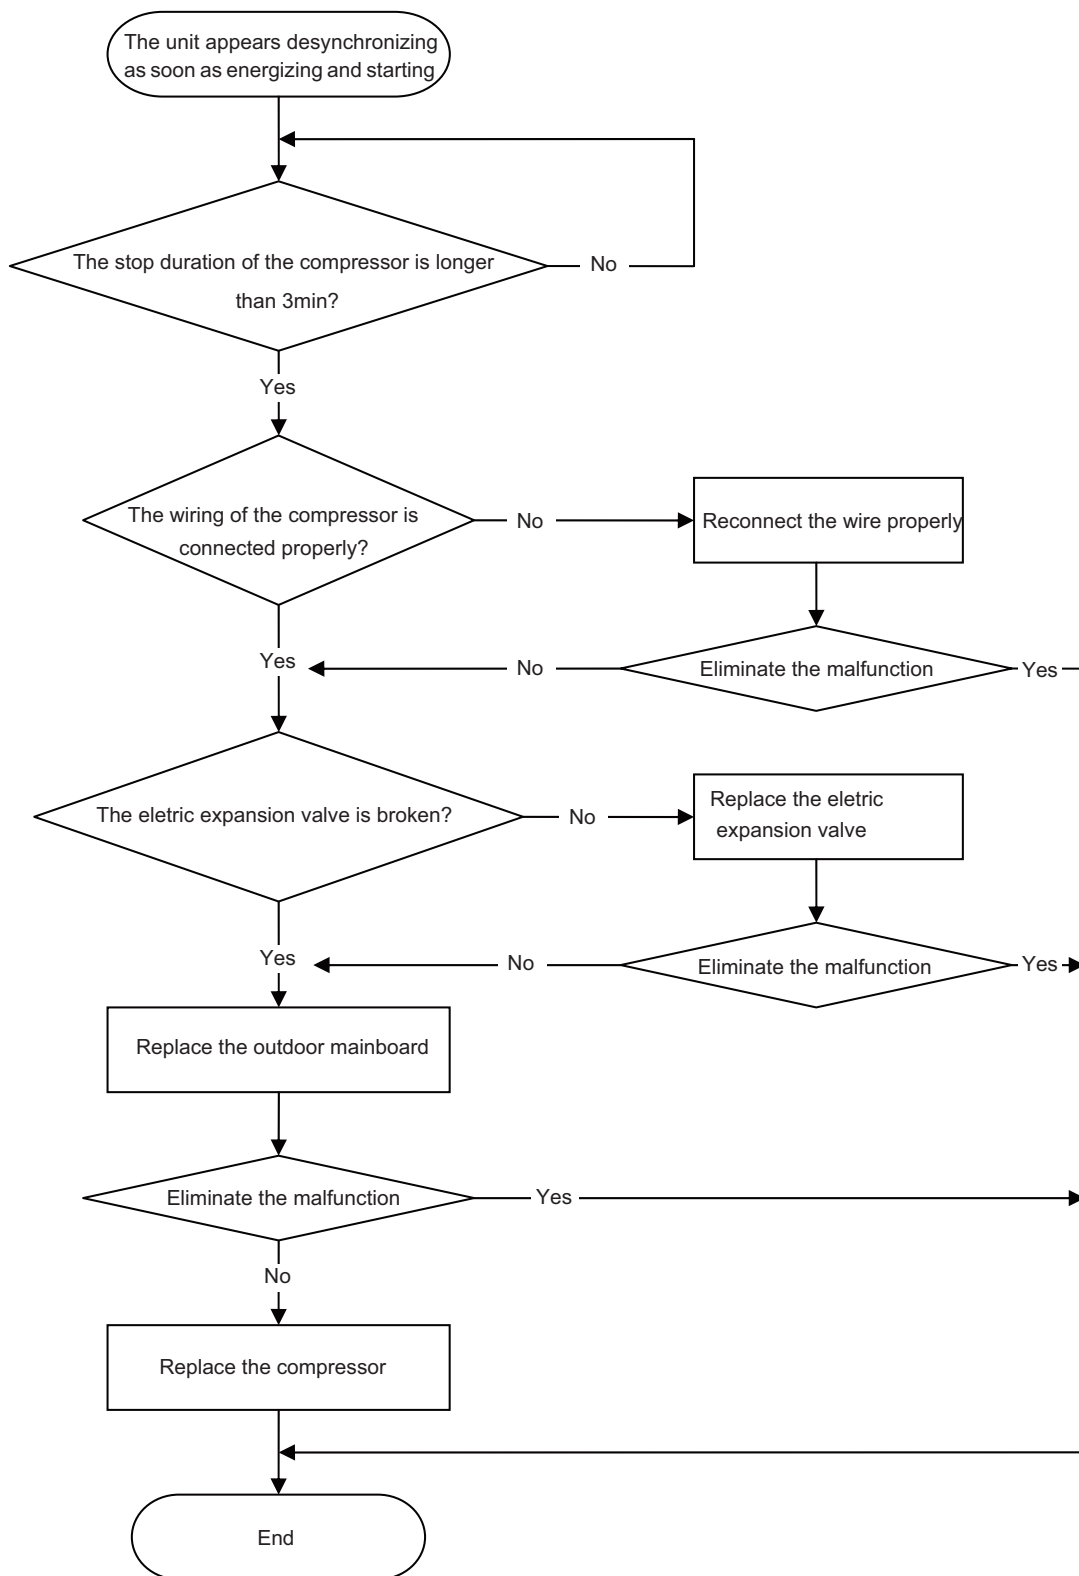 The unit appears desynchronizing
as soon as energizing and starting
The stop duration of the compressor is longer
than 3min?
No
Yes
The wiring of the compressor is
connected properly?
No
Reconnect the wire properly
Yes
No
Eliminate the malfunction
Yes
The eletric expansion valve is broken?
No
Replace the eletric
expansion valve
Yes
No
Eliminate the malfunction
Yes
Replace the outdoor mainboard
Eliminate the malfunction
Yes
No
Replace the compressor
End